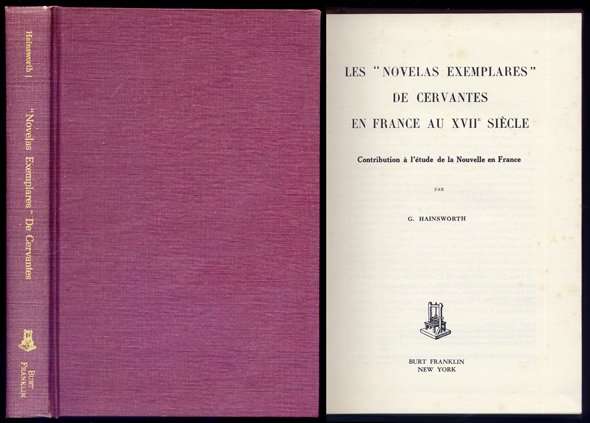 Hainsworth J
"Novelas Exemplares" De Cervantes
BURT
FRANKLIN
LES "NOVELAS EXEMPLARES"
DE CERVANTES
EN FRANCE AU XVIIe SIÈCLE
Contribution à l'étude de la Nouvelle en France
PAR
G. HAINSWORTH
BURT FRANKLIN
NEW YORK